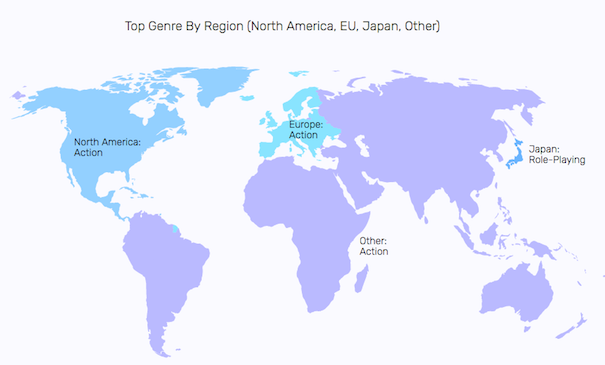 Top Genre By Region (North America, EU, Japan, Other)
North America:
Action
Europe:
Action
Japan:
Role-Playing
Other:
Action